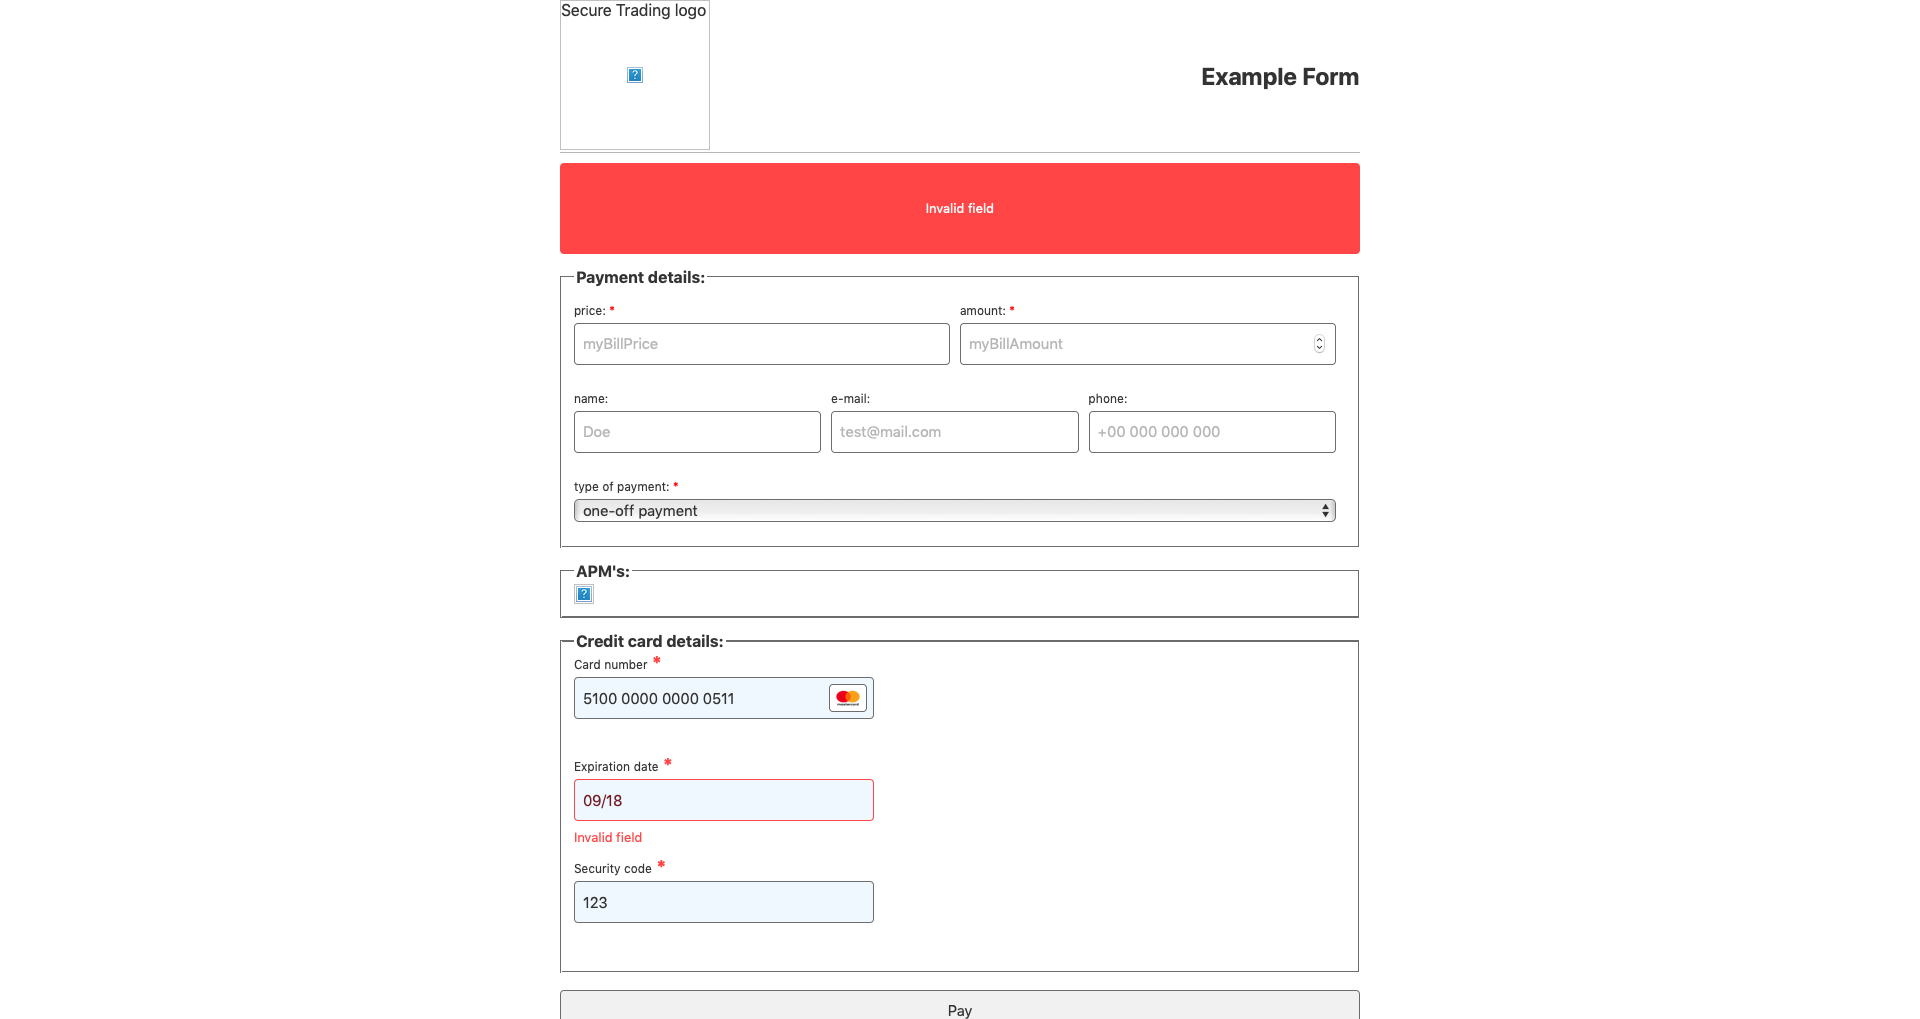 Secure Trading logo
Example Form
Invalid field
Payment details:
price: *
amount: *
myBillPrice
myBillAmount
name:
e-mail:
phone:
Doe
test@mail.com
+00 000 000 000
type of payment: *
one-off payment
APM's:
Credit card details:
Card number *
5100 0000 0000 0511
Expiration date *
09/18
Invalid field
Security code *
123
Pay